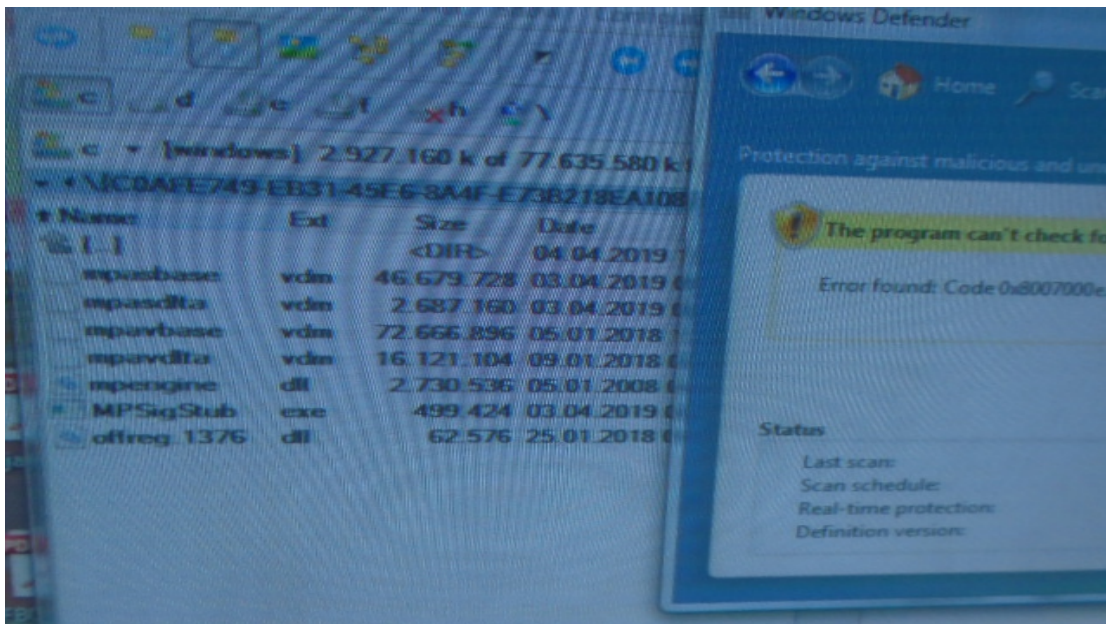 Windows Defender
Home
c d e f h \
c [windows] 2.927.160 k of 77.635.580 k
Protection against malicious and
Name Ext Size Date
[..] <DIR> 04.04.2019
mpasbase vdm 46.679.728 03.04.2019
mpasdlta vdm 2.687.160 03.04.2019
mpavbase vdm 72.666.896 05.01.2018
mpavdlta vdm 16.121.104 09.01.2018
mpengine dll 2.730.536 05.01.2008
MPSigStub exe 499.424 03.04.2019
offreg.1376 dll 62.576 25.01.2018
The program can't check fo
Error found: Code 0x8007000e
Status
Last scan:
Scan schedule:
Real-time protection:
Definition version: